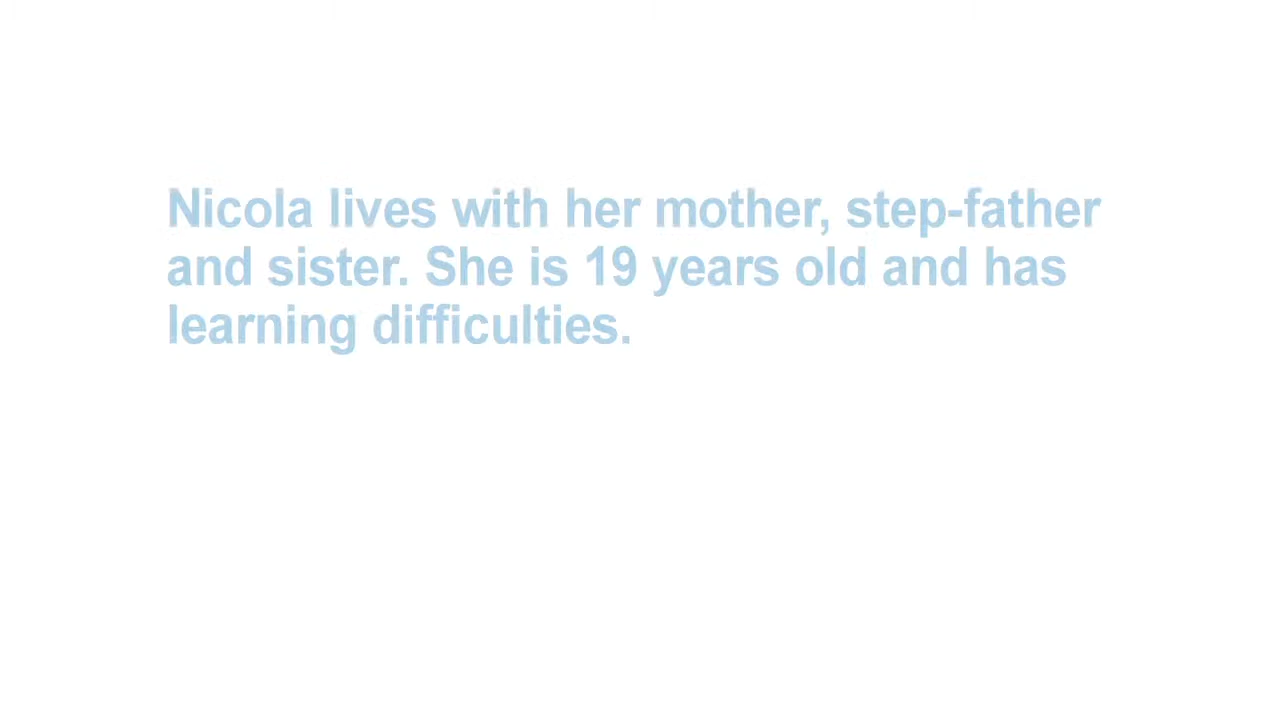 Nicola lives with her mother, step-father
and sister. She is 19 years old and has
learning difficulties.